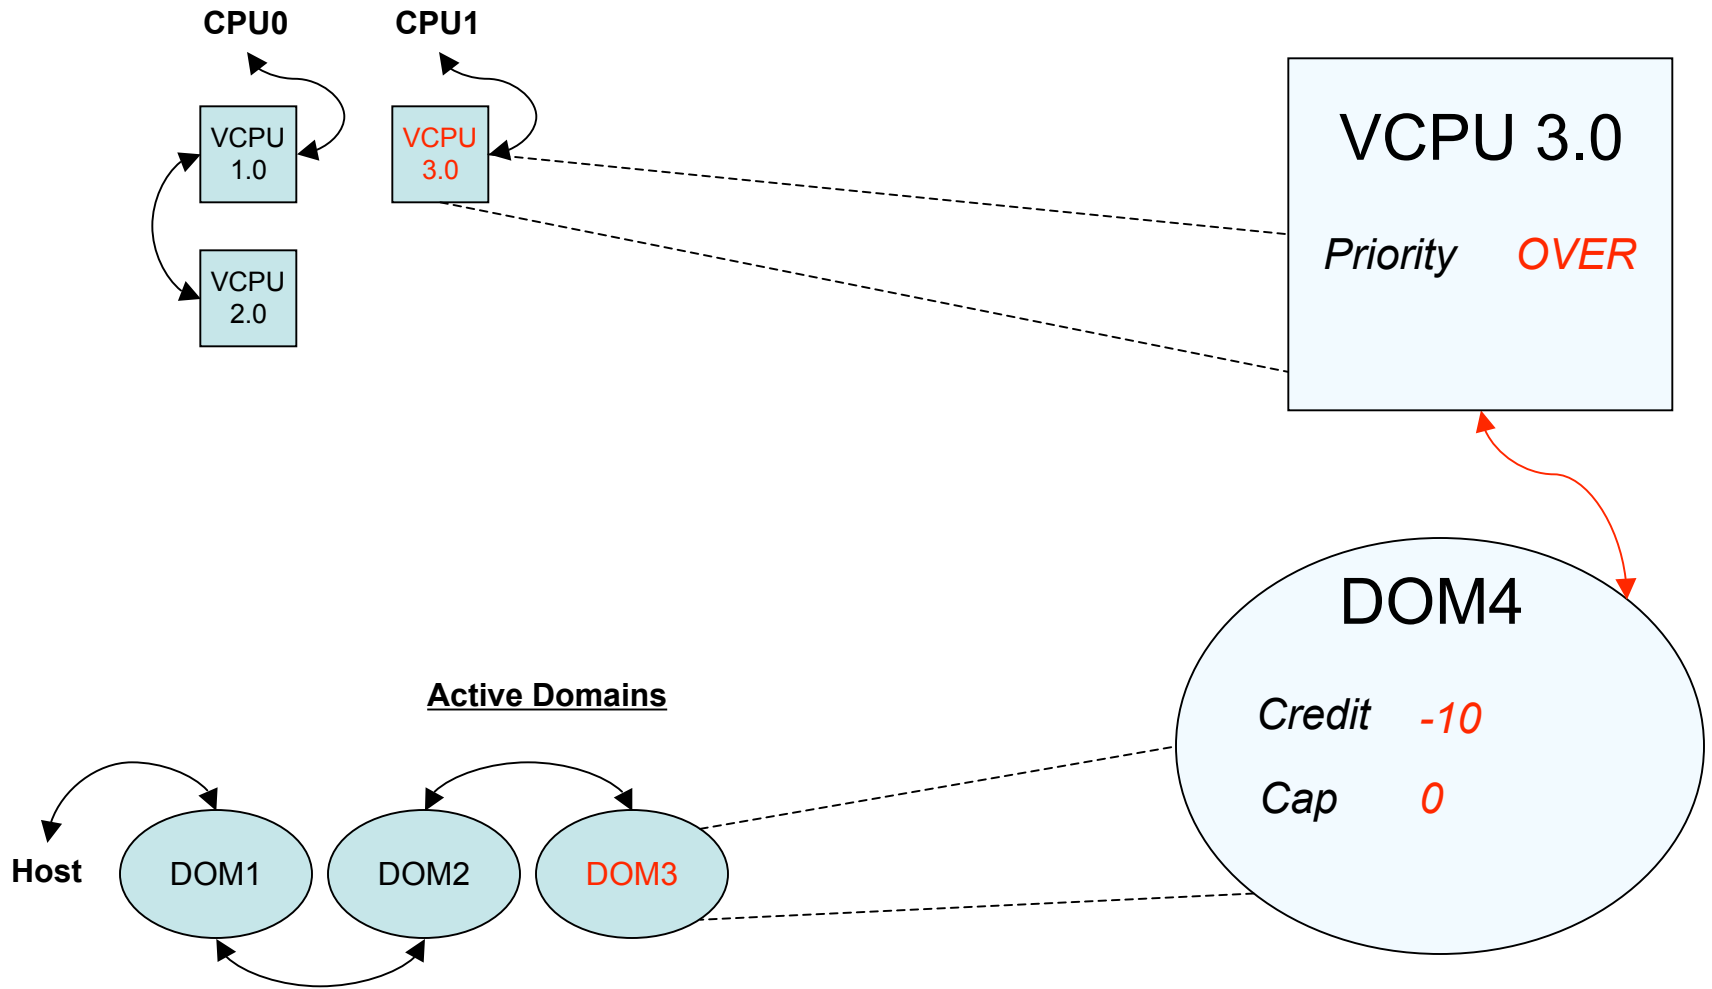 CPU0
CPU1
VCPU
1.0
VCPU
3.0
VCPU
2.0
VCPU 3.0
Priority OVER
DOM4
Credit -10
Cap 0
Active Domains
Host
DOM1
DOM2
DOM3